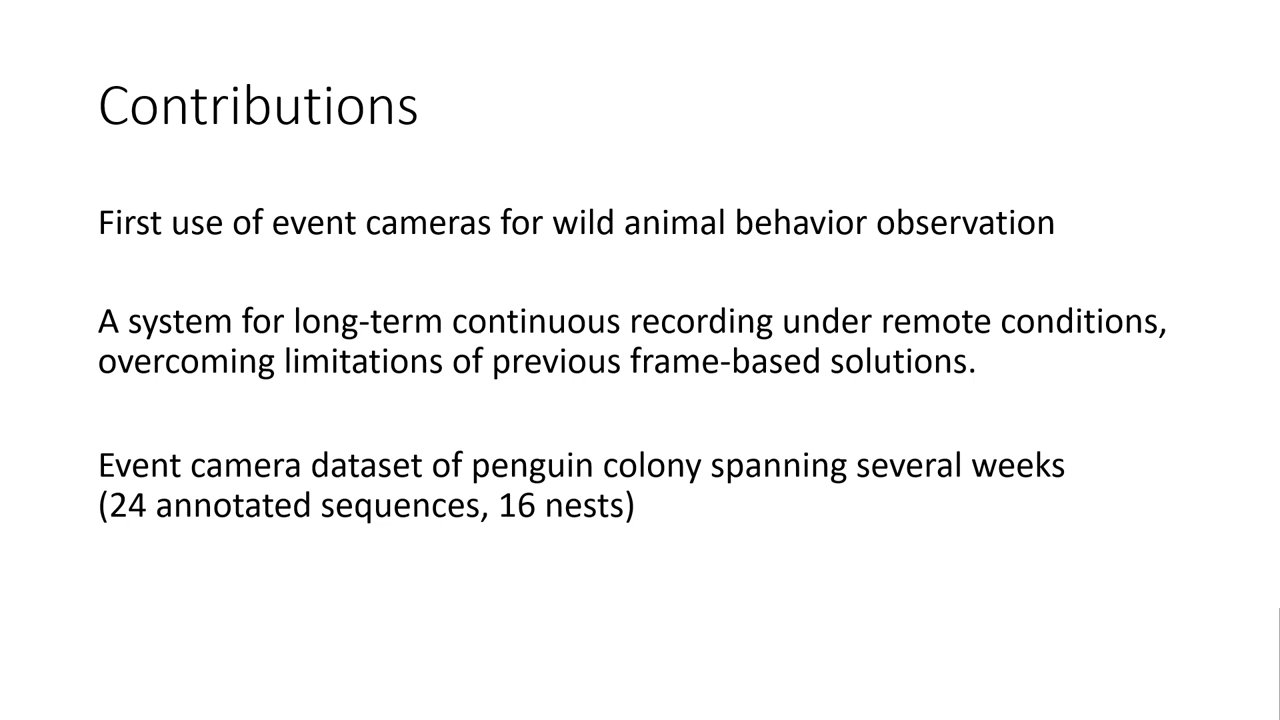 Contributions
First use of event cameras for wild animal behavior observation
A system for long-term continuous recording under remote conditions,
overcoming limitations of previous frame-based solutions.
Event camera dataset of penguin colony spanning several weeks
(24 annotated sequences, 16 nests)